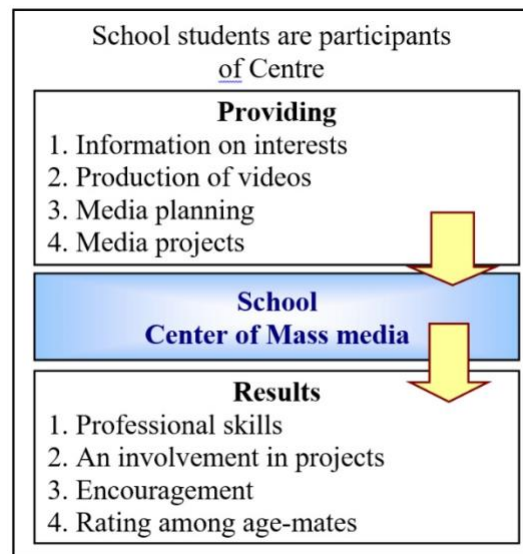 School students are participants
of Centre
Providing
1. Information on interests
2. Production of videos
3. Media planning
4. Media projects
School
Center of Mass media
Results
1. Professional skills
2. An involvement in projects
3. Encouragement
4. Rating among age-mates